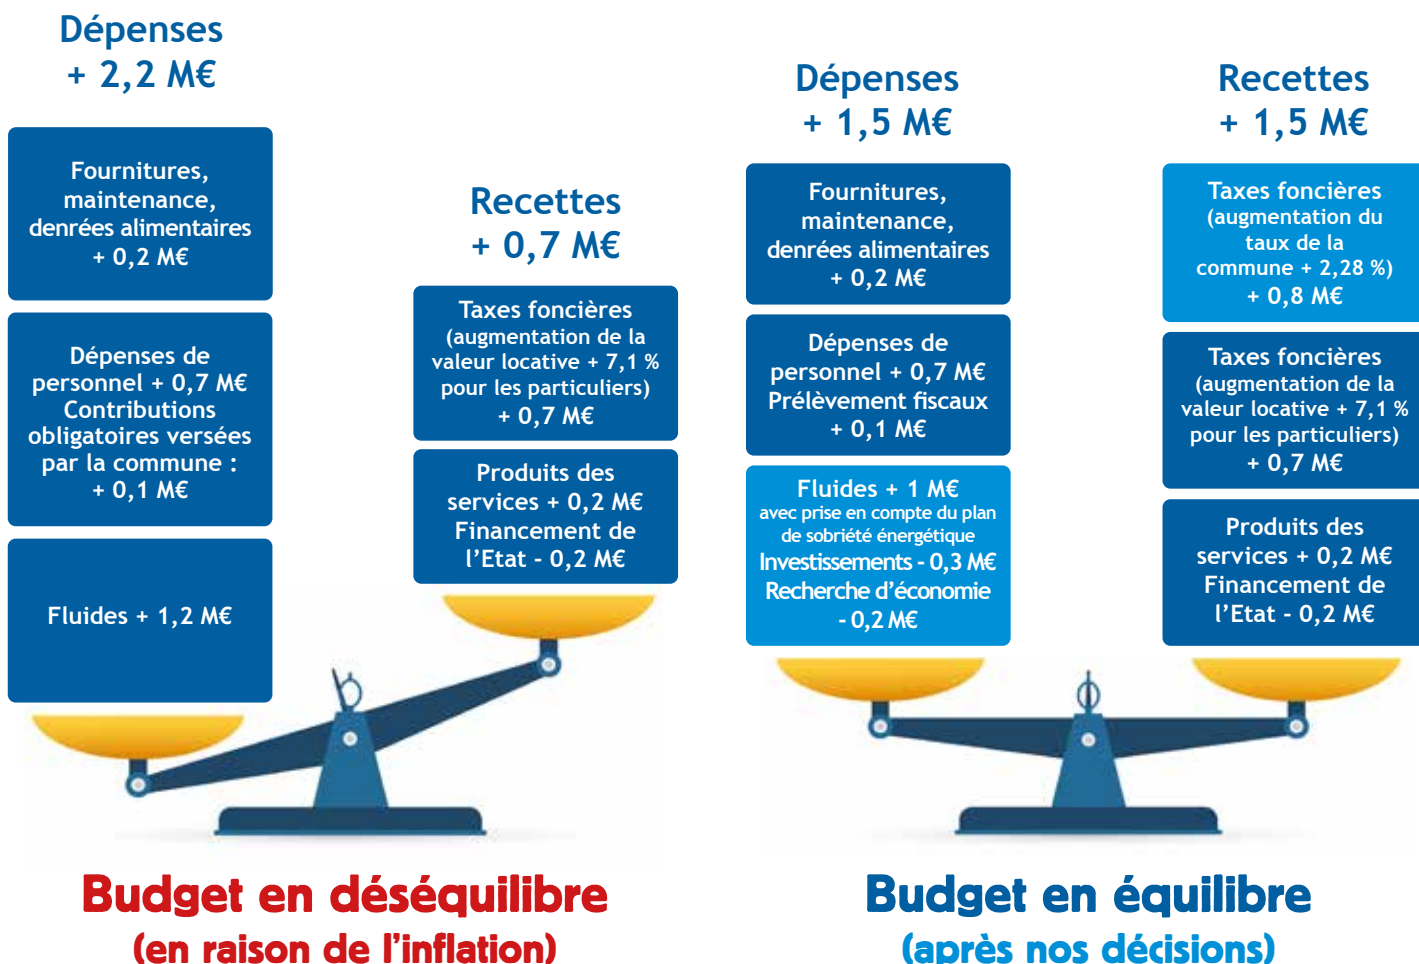 Dépenses
+ 2,2 M€
Fournitures,
maintenance,
denrées alimentaires
+ 0,2 M€
Dépenses de
personnel + 0,7 M€
Contributions
obligatoires versées
par la commune :
+ 0,1 M€
Fluides + 1,2 M€
Recettes
+ 0,7 M€
Taxes foncières
(augmentation de la
valeur locative + 7,1 %
pour les particuliers)
+ 0,7 M€
Produits des
services + 0,2 M€
Financement de
l'Etat - 0,2 M€
Budget en déséquilibre
(en raison de l'inflation)
Dépenses
+ 1,5 M€
Fournitures,
maintenance,
denrées alimentaires
+ 0,2 M€
Dépenses de
personnel + 0,7 M€
Prélèvement fiscaux
+ 0,1 M€
Fluides + 1 M€
avec prise en compte du plan
de sobriété énergétique
Investissements - 0,3 M€
Recherche d'économie
- 0,2 M€
Recettes
+ 1,5 M€
Taxes foncières
(augmentation du
taux de la
commune + 2,28 %)
+ 0,8 M€
Taxes foncières
(augmentation de la
valeur locative + 7,1 %
pour les particuliers)
+ 0,7 M€
Produits des
services + 0,2 M€
Financement de
l'Etat - 0,2 M€
Budget en équilibre
(après nos décisions)